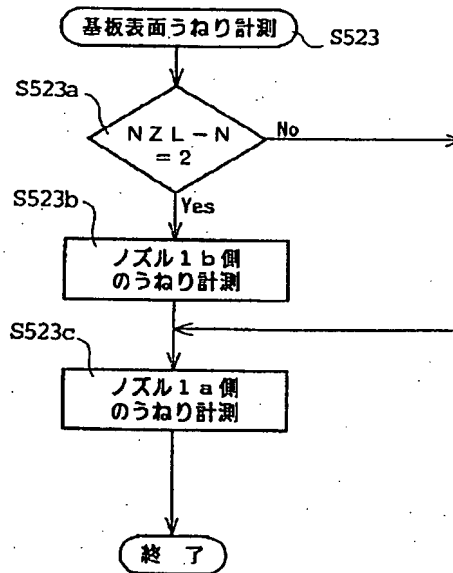 基板表面うねり計測
S523
S523a
NZL-N
=2
No
Yes
S523b
ノズル1b側
のうねり計測
S523c
ノズル1a側
のうねり計測
終了